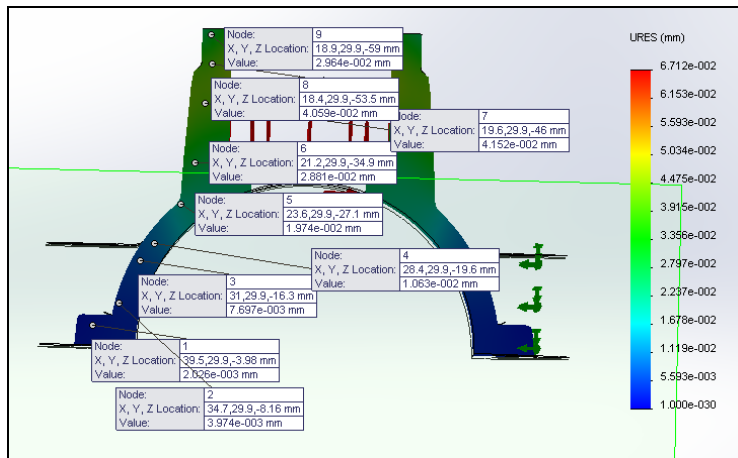 URES (mm)
6.712e-002
6.153e-002
5.593e-002
5.034e-002
4.475e-002
3.915e-002
3.356e-002
2.797e-002
2.237e-002
1.678e-002
1.119e-002
5.593e-003
1.000e-030
Node: 9
X, Y, Z Location: 18.9,29.9,-59 mm
Value: 2.964e-002 mm
Node: 8
X, Y, Z Location: 18.4,29.9,-53.5 mm
Value: 4.059e-002 mm
Node: 7
X, Y, Z Location: 19.6,29.9,-46 mm
Value: 4.152e-002 mm
Node: 6
X, Y, Z Location: 21.2,29.9,-34.9 mm
Value: 2.881e-002 mm
Node: 5
X, Y, Z Location: 23.6,29.9,-27.1 mm
Value: 1.974e-002 mm
Node: 4
X, Y, Z Location: 28.4,29.9,-19.6 mm
Value: 1.063e-002 mm
Node: 3
X, Y, Z Location: 31,29.9,-16.3 mm
Value: 7.697e-003 mm
Node: 1
X, Y, Z Location: 39.5,29.9,-3.98 mm
Value: 2.026e-003 mm
Node: 2
X, Y, Z Location: 34.7,29.9,-8.16 mm
Value: 3.974e-003 mm